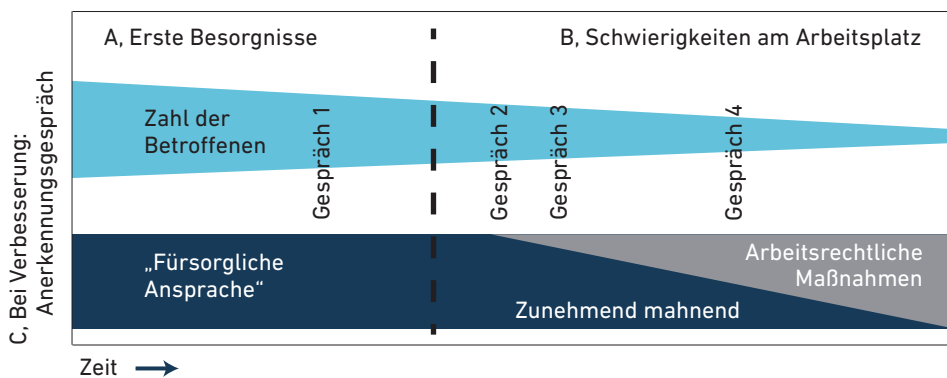 A, Erste Besorgnisse
B, Schwierigkeiten am Arbeitsplatz
C, Bei Verbesserung:
Anerkennungsgespräch
Zahl der
Betroffenen
Gespräch 1
Gespräch 2
Gespräch 3
Gespräch 4
„Fürsorgliche
Ansprache“
Arbeitsrechtliche
Maßnahmen
Zunehmend mahnend
Zeit